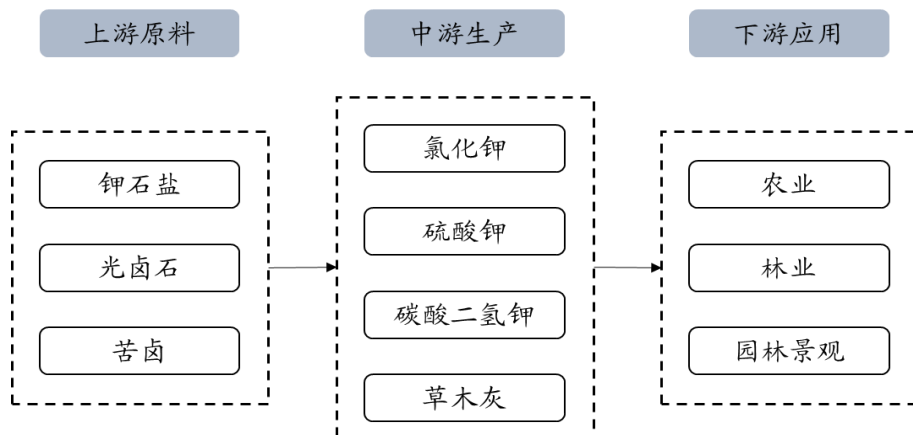 上游原料
中游生产
下游应用
钾石盐
光卤石
苦卤
氯化钾
硫酸钾
碳酸二氢钾
草木灰
农业
林业
园林景观